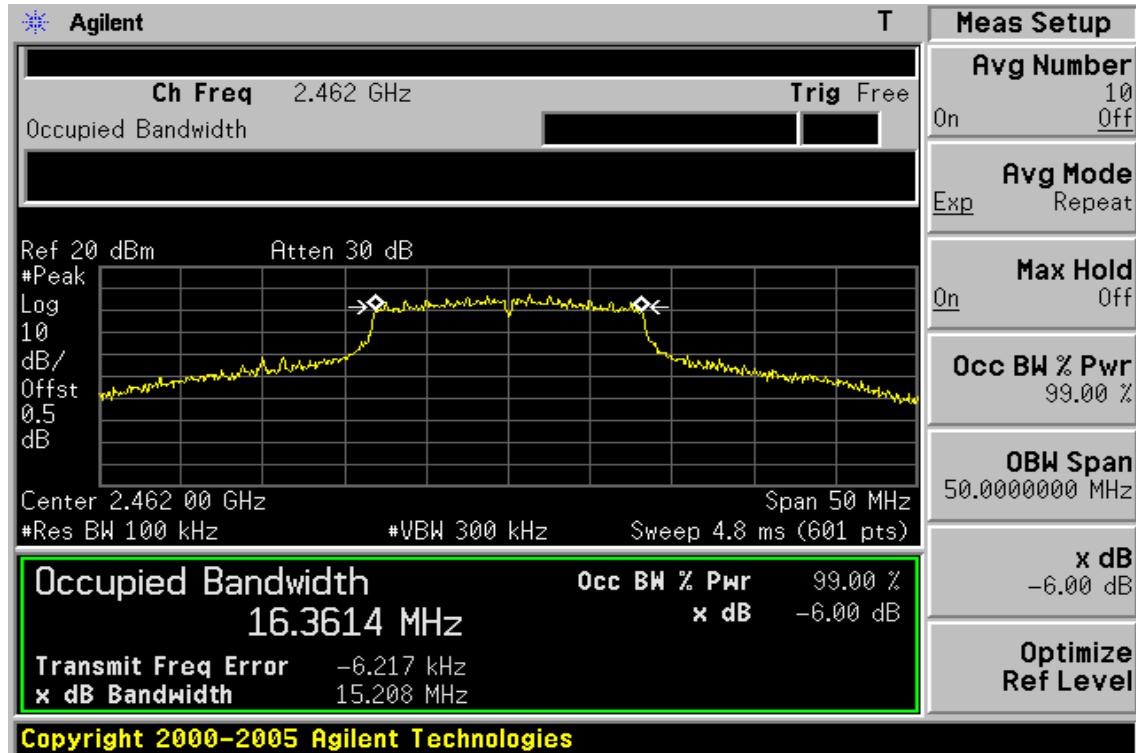 Agilent T Meas Setup
Ch Freq 2.462 GHz Trig Free
Occupied Bandwidth
Ref 20 dBm Atten 30 dB
#Peak
Log
10
dB/
Offst
0.5
dB
Center 2.462 00 GHz Span 50 MHz
#Res BW 100 kHz #VBW 300 kHz Sweep 4.8 ms (601 pts)
Occupied Bandwidth Occ BW % Pwr 99.00 %
16.3614 MHz x dB -6.00 dB
Transmit Freq Error -6.217 kHz
x dB Bandwidth 15.208 MHz
Copyright 2000-2005 Agilent Technologies
Avg Number
10
On Off
Avg Mode
Exp Repeat
Max Hold
On Off
Occ BW % Pwr
99.00 %
OBW Span
50.0000000 MHz
x dB
-6.00 dB
Optimize
Ref Level